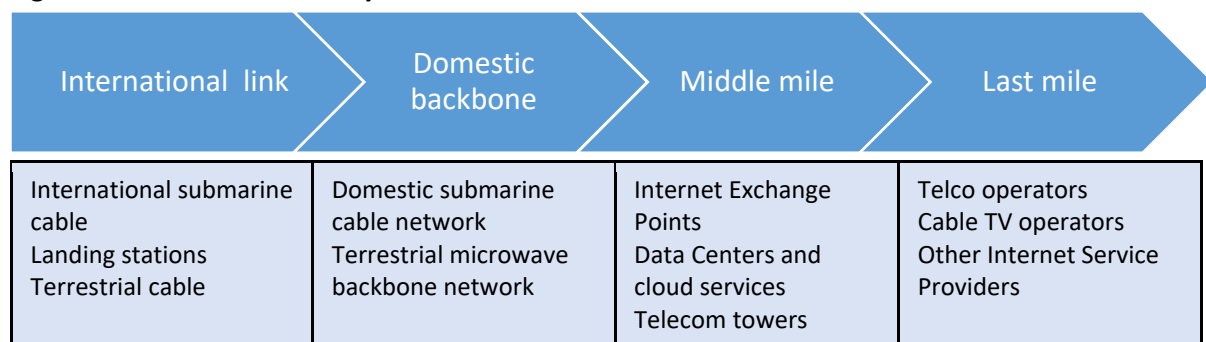 International link
Domestic
backbone
Middle mile
Last mile
International submarine
cable
Landing stations
Terrestrial cable
Domestic submarine
cable network
Terrestrial microwave
backbone network
Internet Exchange
Points
Data Centers and
cloud services
Telecom towers
Telco operators
Cable TV operators
Other Internet Service
Providers